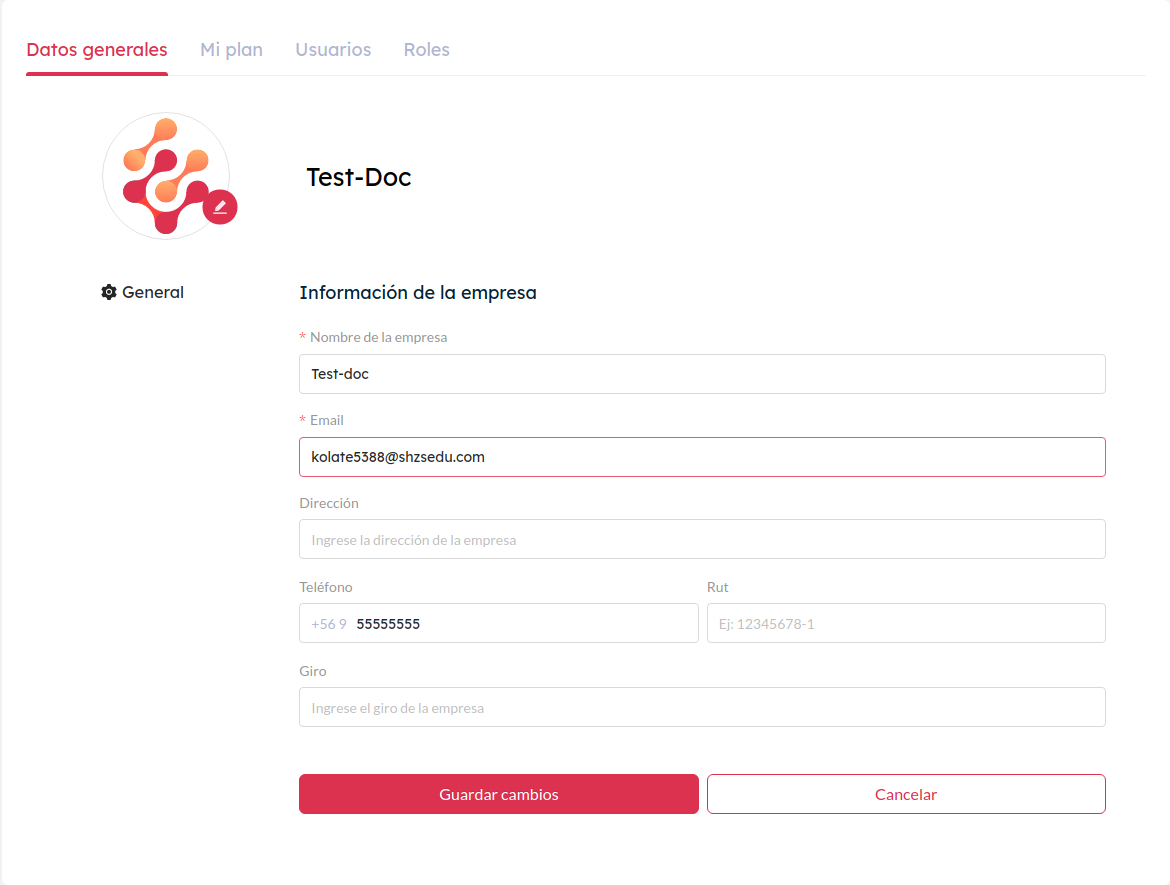 Datos generales Mi plan Usuarios Roles
Test-Doc
General
Información de la empresa
* Nombre de la empresa
Test-doc
* Email
kolate5388@shzsedu.com
Dirección
Ingrese la dirección de la empresa
Teléfono Rut
+56 9 55555555 Ej: 12345678-1
Giro
Ingrese el giro de la empresa
Guardar cambios Cancelar